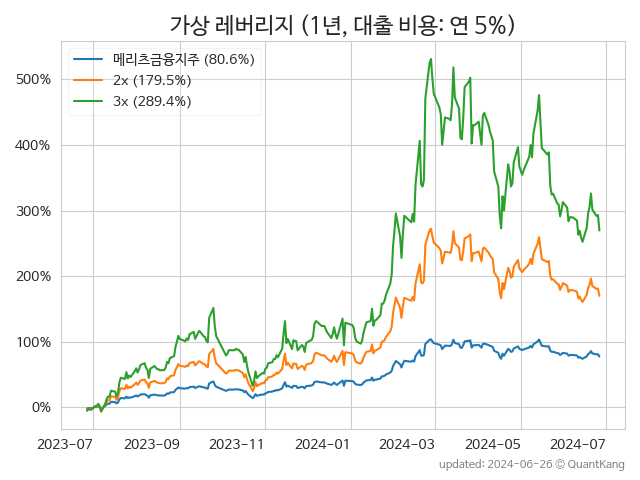 가상 레버리지 (1년, 대출 비용: 연 5%)
메리츠금융지주 (80.6%)
2x (179.5%)
3x (289.4%)
500%
400%
300%
200%
100%
0%
2023-07 2023-09 2023-11 2024-01 2024-03 2024-05 2024-07
updated: 2024-06-26 © QuantKang